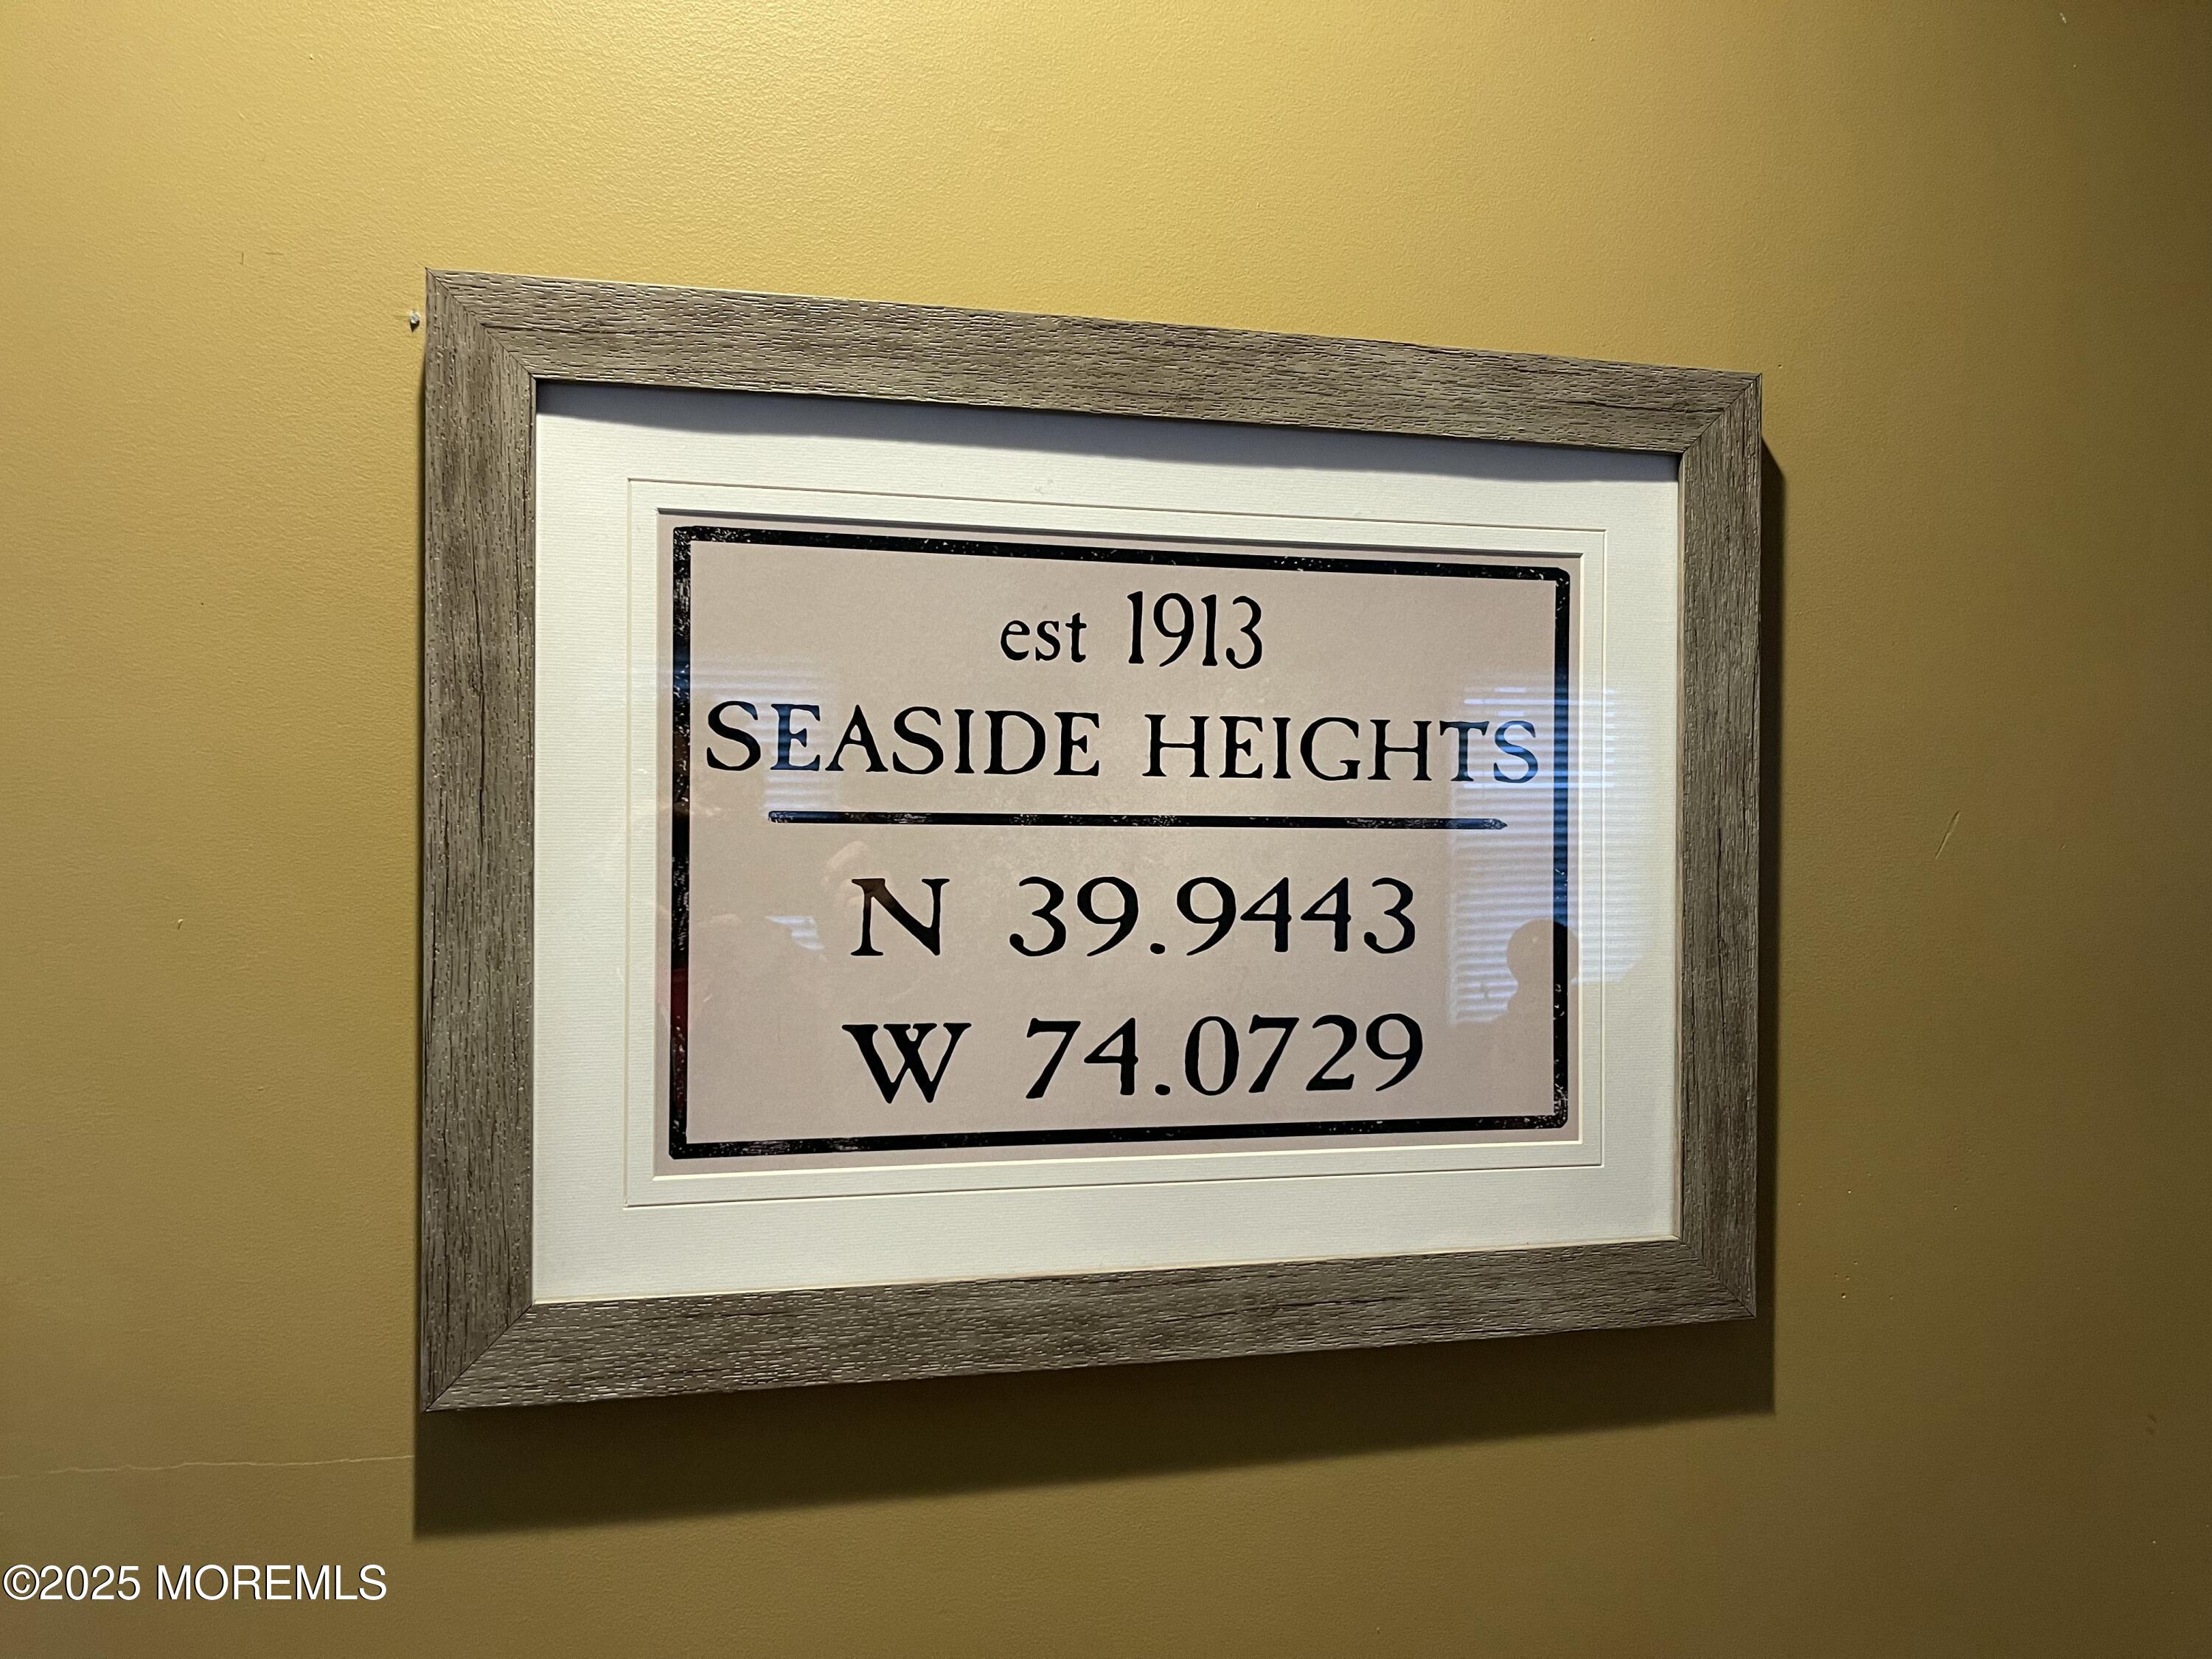 est 1913
SEASIDE HEIGHTS
N 39.9443
W 74.0729
©2025 MOREMLS